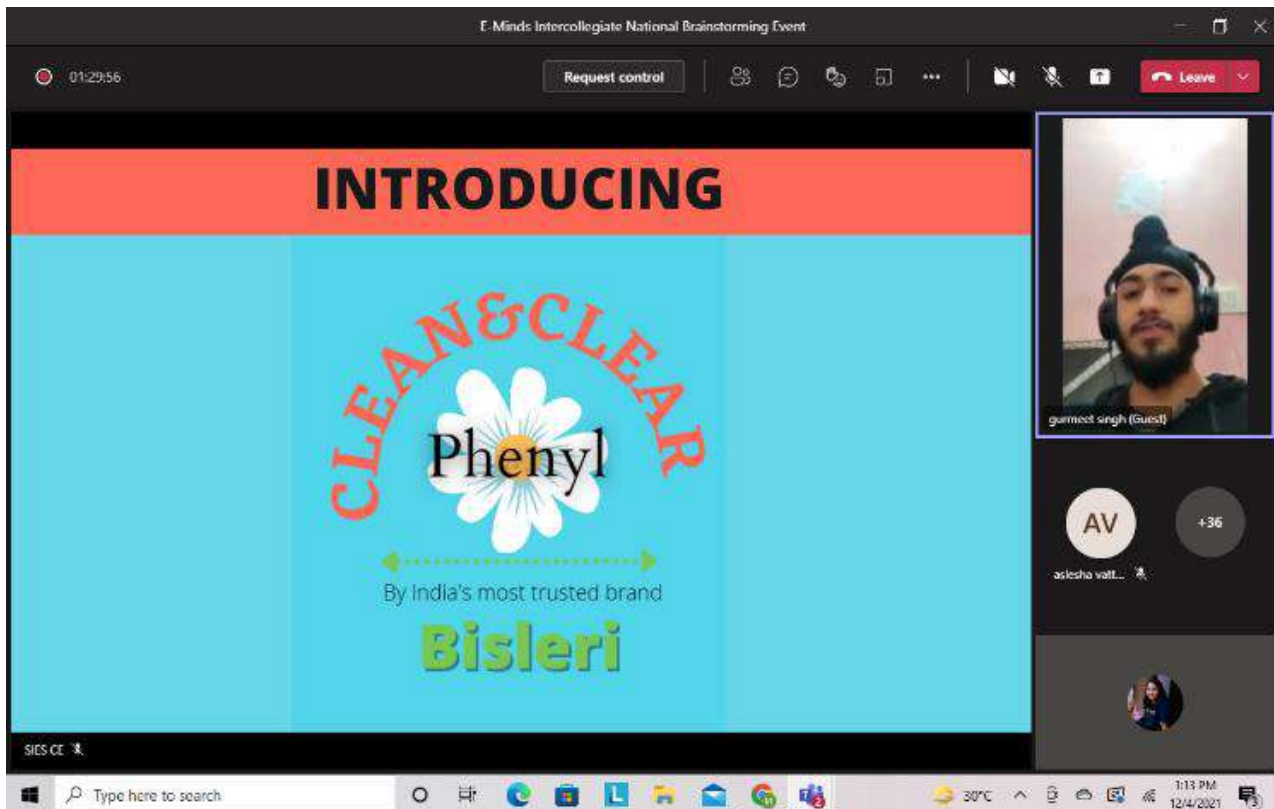 E-Minds Intercollegiate National Brainstorming Event
01:29:56
Request control
Leave
INTRODUCING
CLEAN&CLEAR
Phenyl
By India's most trusted brand
Bisleri
gurmeet singh (Guest)
AV
+36
aslesha vatt...
SIES CE
Type here to search
L
30°C
1:13 PM
12/4/2021